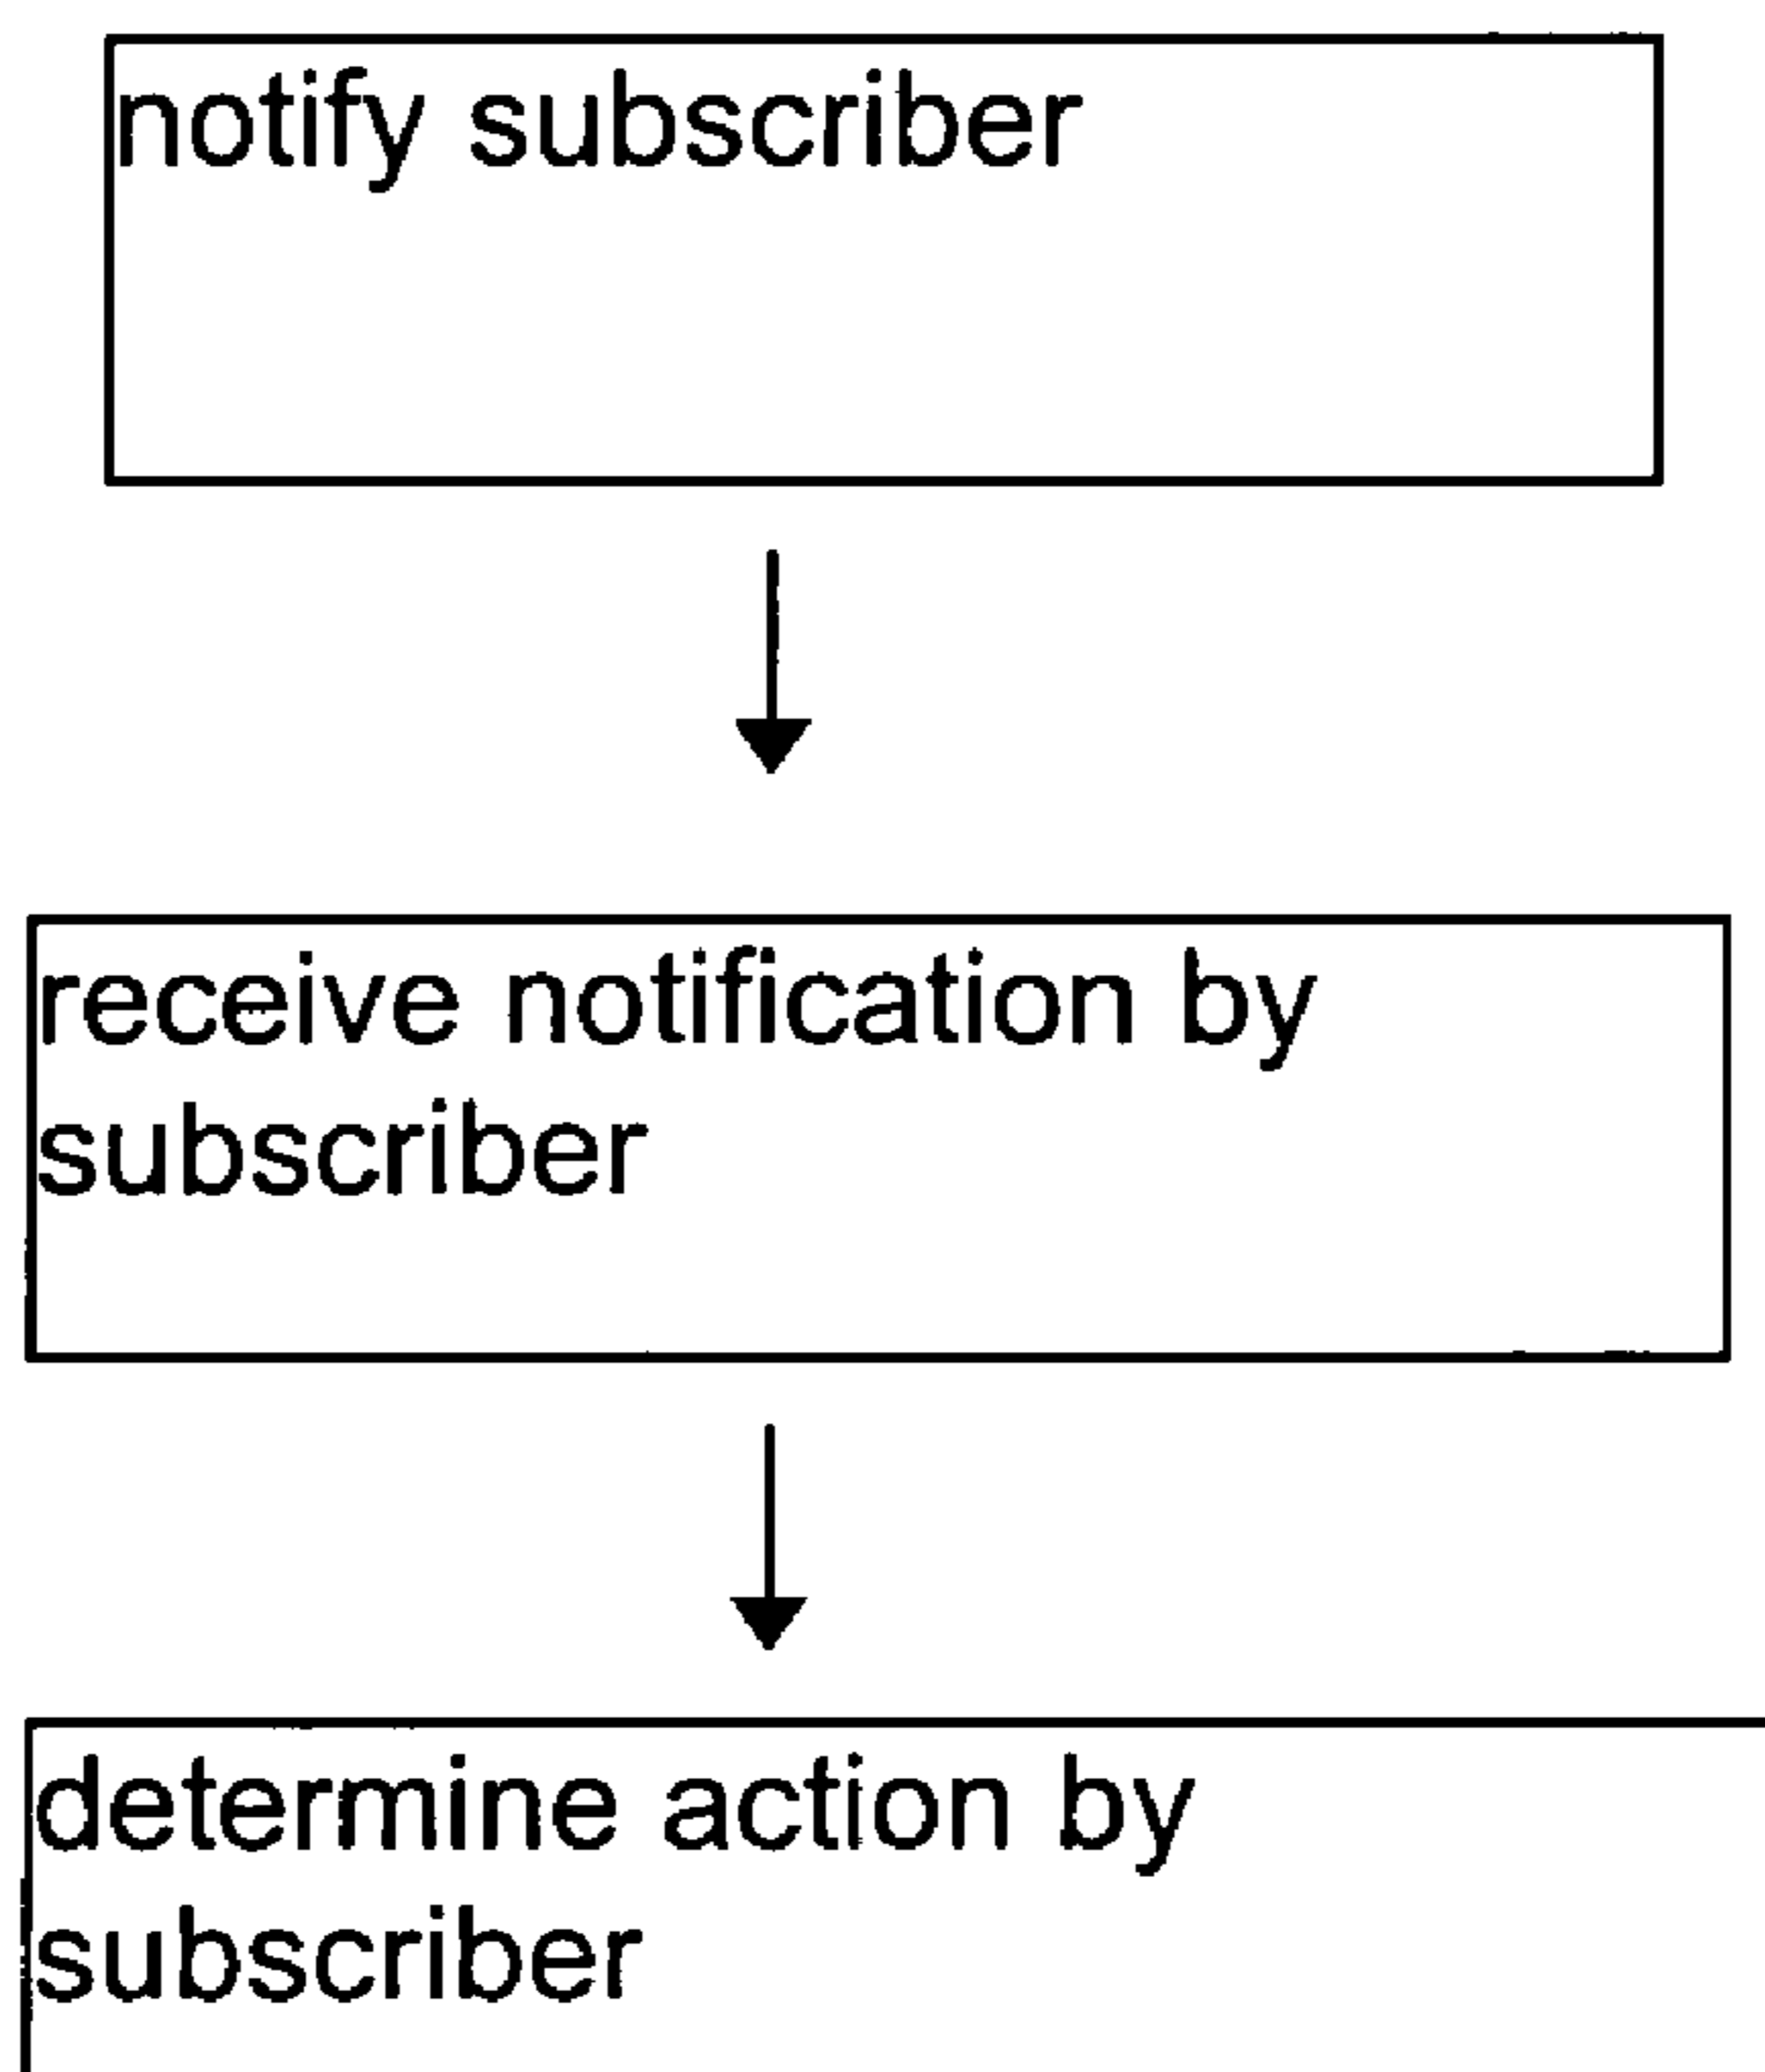 notify subscriber
receive notification by
subscriber
determine action by
subscriber